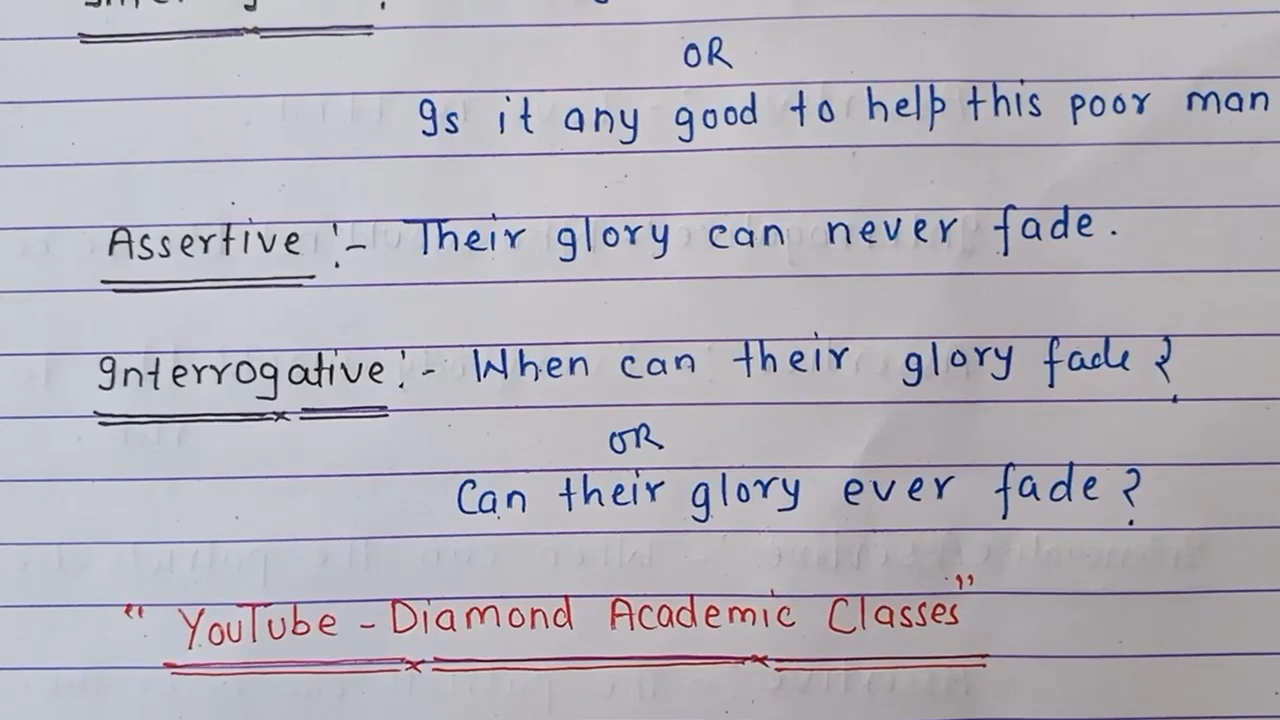 OR
Is it any good to help this poor man
Assertive :- Their glory can never fade.
Interrogative :- When can their glory fade ?
OR
Can their glory ever fade ?
"YouTube - Diamond Academic Classes"